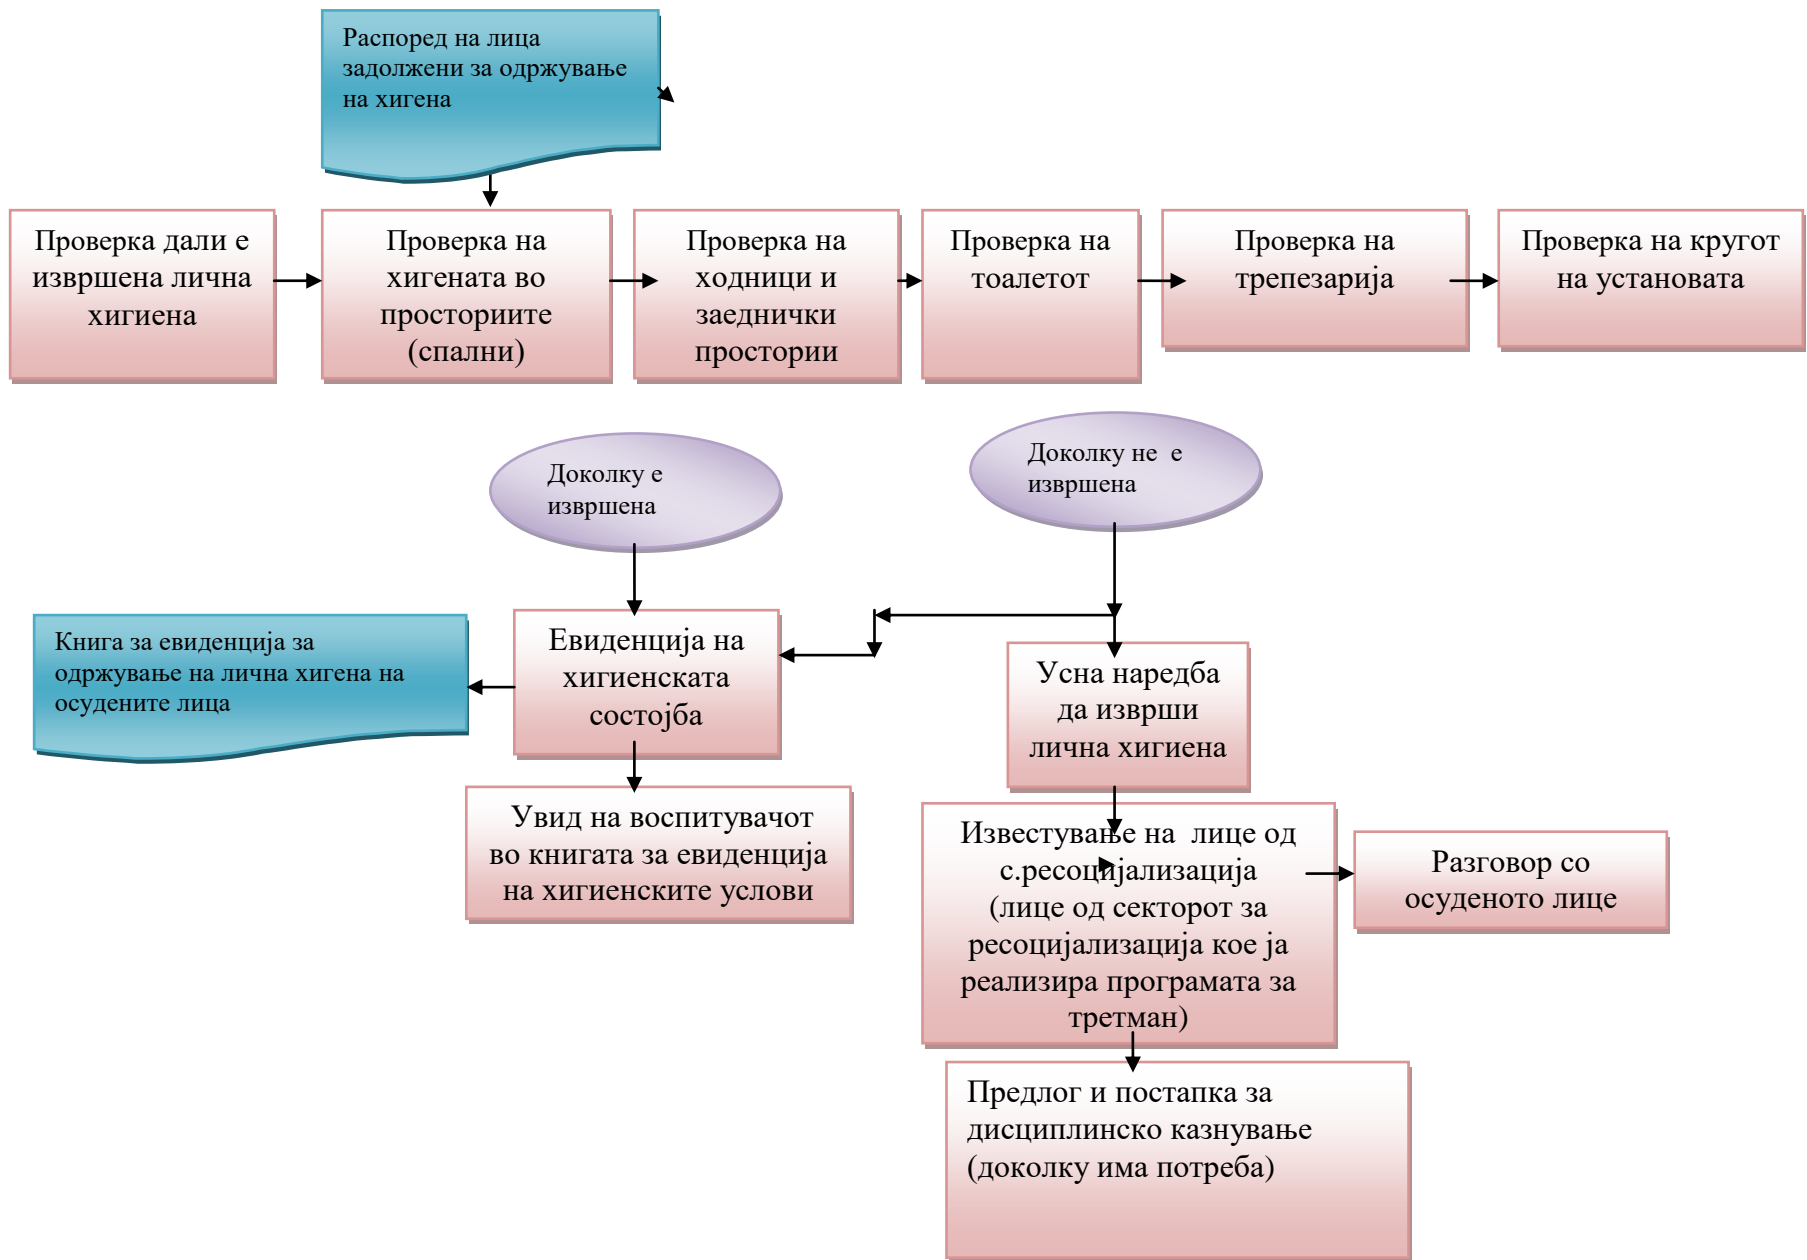 Распоред на лица
задолжени за одржување
на хигена
Проверка дали е
извршена лична
хигиена
Проверка на
хигената во
просториите
(спални)
Проверка на
ходници и
заеднички
простории
Проверка на
тоалетот
Проверка на
трепезарија
Проверка на кругот
на установата
Доколку е
извршена
Доколку не  е
извршена
Книга за евиденција за
одржување на лична хигена на
осудените лица
Евиденција на
хигиенската
состојба
Усна наредба
да изврши
лична хигиена
Увид на воспитувачот
во книгата за евиденција
на хигиенските услови
Известување на  лице од
с.ресоцијализација
(лице од секторот за
ресоцијализација кое ја
реализира програмата за
третман)
Разговор со
осуденото лице
Предлог и постапка за
дисциплинско казнување
(доколку има потреба)